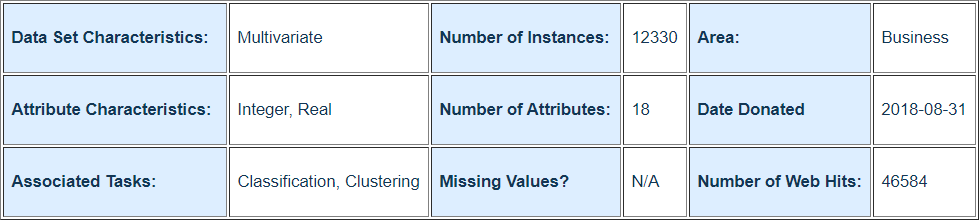 Data Set Characteristics: Multivariate Number of Instances: 12330 Area: Business
Attribute Characteristics: Integer, Real Number of Attributes: 18 Date Donated 2018-08-31
Associated Tasks: Classification, Clustering Missing Values? N/A Number of Web Hits: 46584